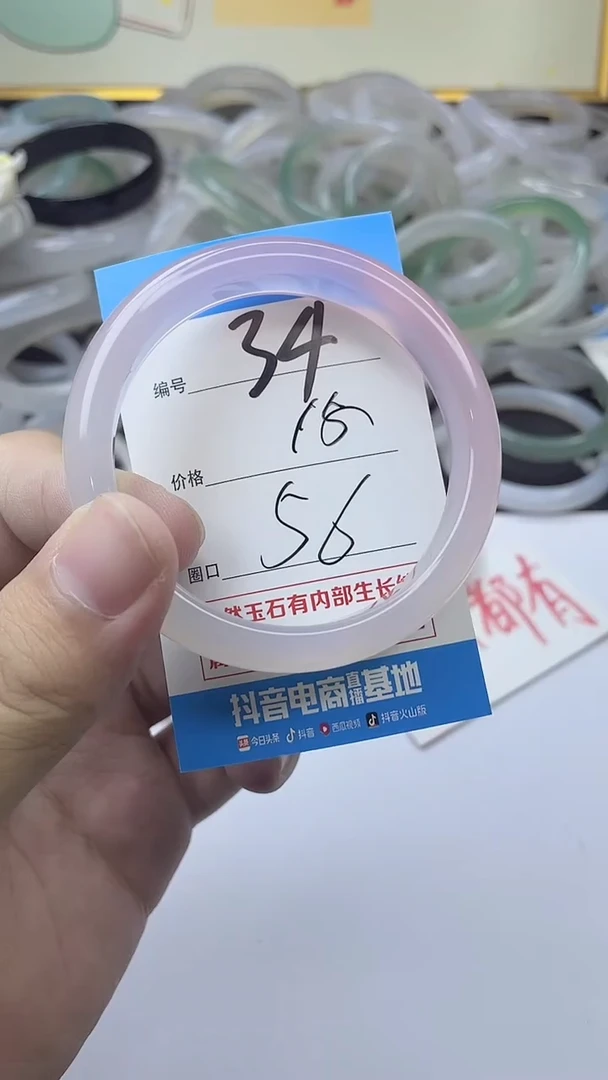 编号 34
价格 18
圈口 56
然玉石有内部生长
抖音电商直播基地
今日头条 抖音 西瓜视频 抖音火山版
都有